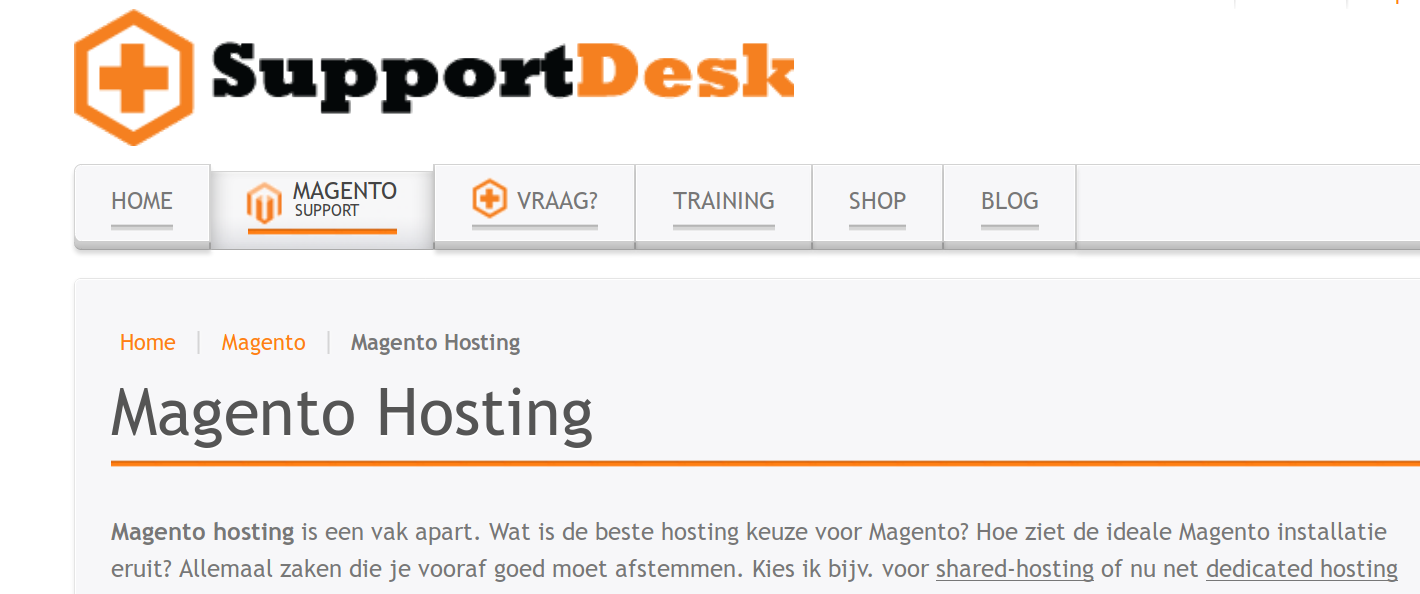 SupportDesk
HOME
MAGENTO
SUPPORT
VRAAG?
TRAINING
SHOP
BLOG
Home | Magento | Magento Hosting
Magento Hosting
Magento hosting is een vak apart. Wat is de beste hosting keuze voor Magento? Hoe ziet de ideale Magento installatie
eruit? Allemaal zaken die je vooraf goed moet afstemmen. Kies ik bijv. voor shared-hosting of nu net dedicated hosting